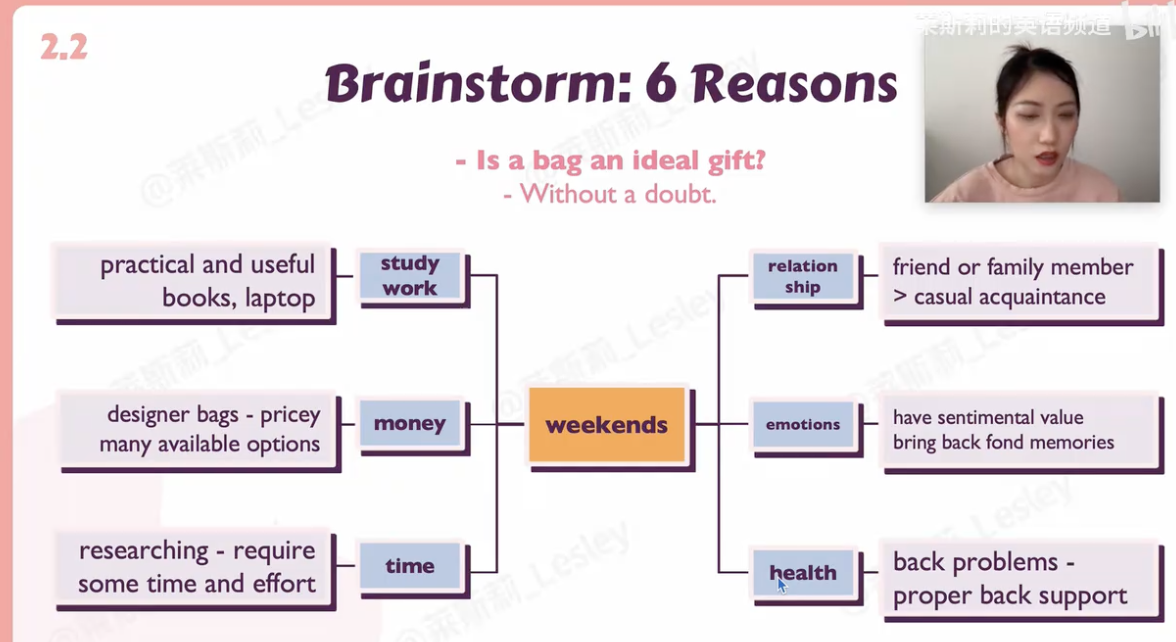 莱斯利的英语频道
2.2
Brainstorm: 6 Reasons
- Is a bag an ideal gift?
- Without a doubt.
practical and useful
books, laptop
study
work
relation
ship
friend or family member
> casual acquaintance
designer bags - pricey
many available options
money
weekends
emotions
have sentimental value
bring back fond memories
researching - require
some time and effort
time
health
back problems -
proper back support
@莱斯莉_Lesley